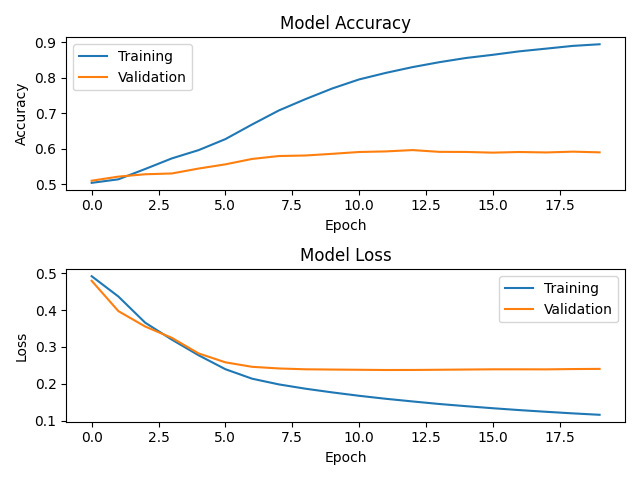 Model Accuracy
Training
Validation
Accuracy
0.9
0.8
0.7
0.6
0.5
0.0 2.5 5.0 7.5 10.0 12.5 15.0 17.5
Epoch
Model Loss
Training
Validation
Loss
0.5
0.4
0.3
0.2
0.1
0.0 2.5 5.0 7.5 10.0 12.5 15.0 17.5
Epoch